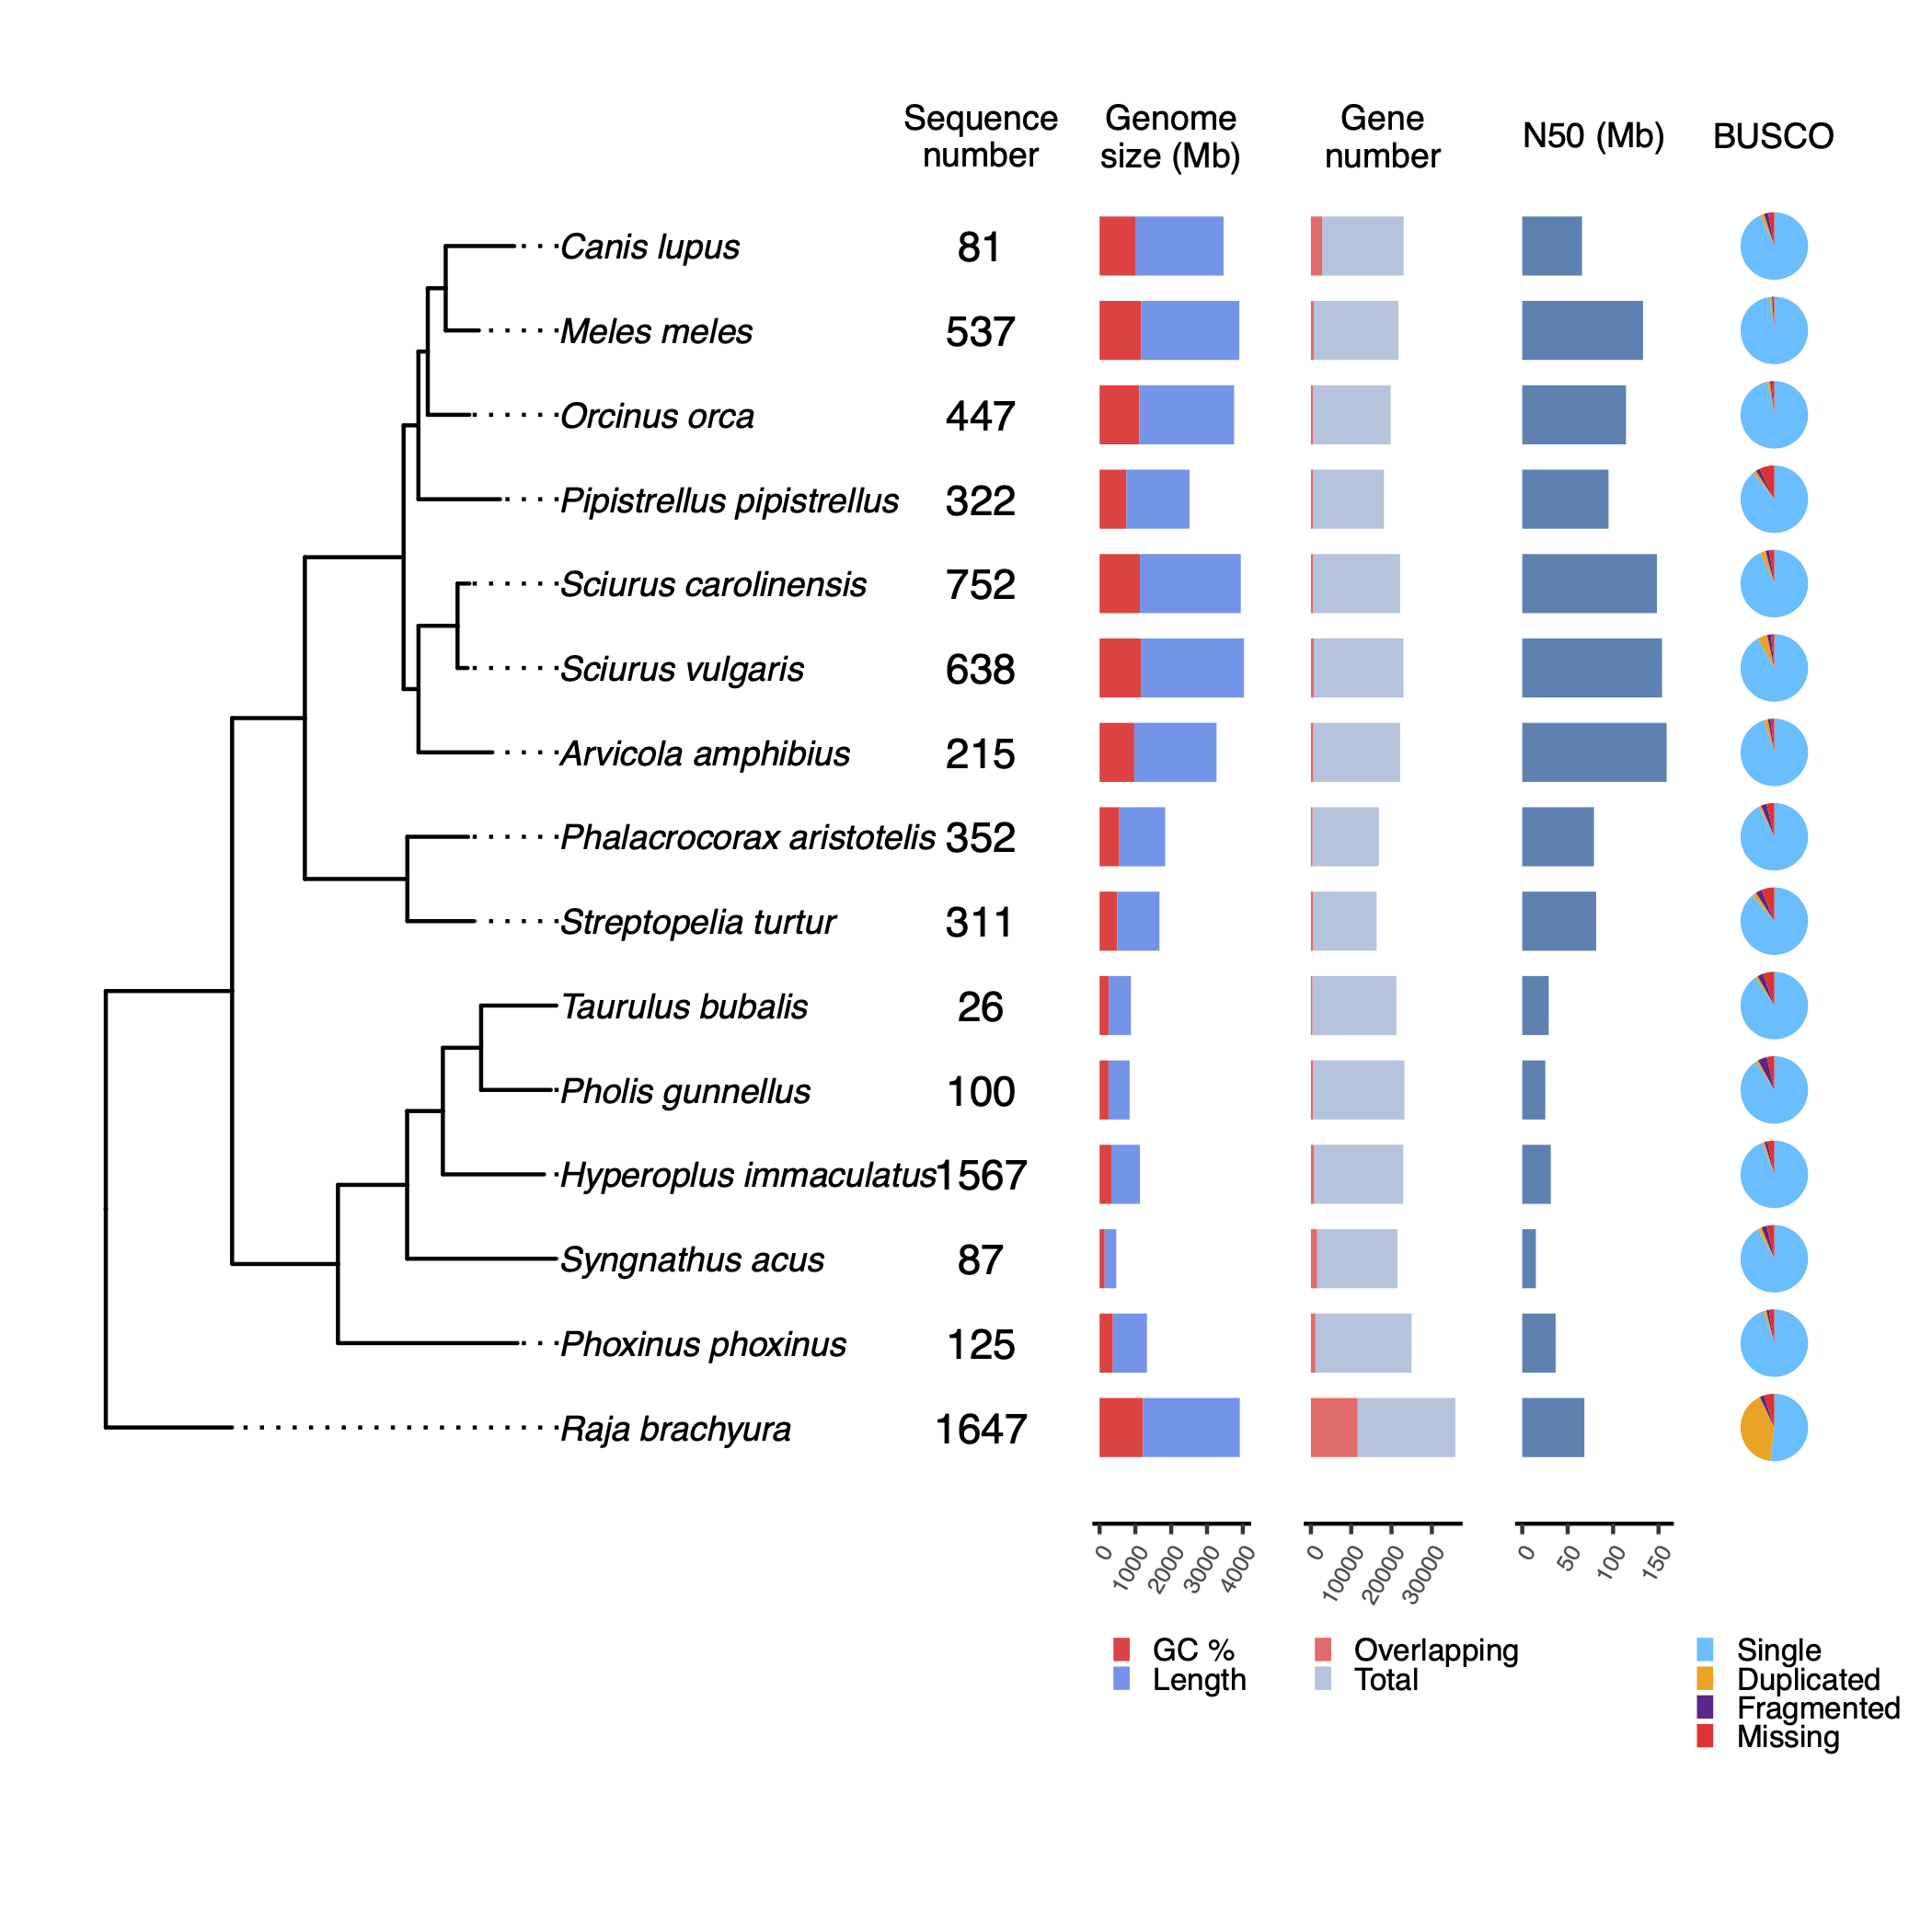 Sequence number
Genome size (Mb)
Gene number
N50 (Mb)
BUSCO
Canis lupus 81
Meles meles 537
Orcinus orca 447
Pipistrellus pipistrellus 322
Sciurus carolinensis 752
Sciurus vulgaris 638
Arvicola amphibius 215
Phalacrocorax aristotelis 352
Streptopelia turtur 311
Taurulus bubalis 26
Pholis gunnellus 100
Hyperoplus immaculatus 1567
Syngnathus acus 87
Phoxinus phoxinus 125
Raja brachyura 1647
0 1000 2000 3000 4000
0 10000 20000 30000
0 50 100 150
GC %
Length
Overlapping
Total
Single
Duplicated
Fragmented
Missing